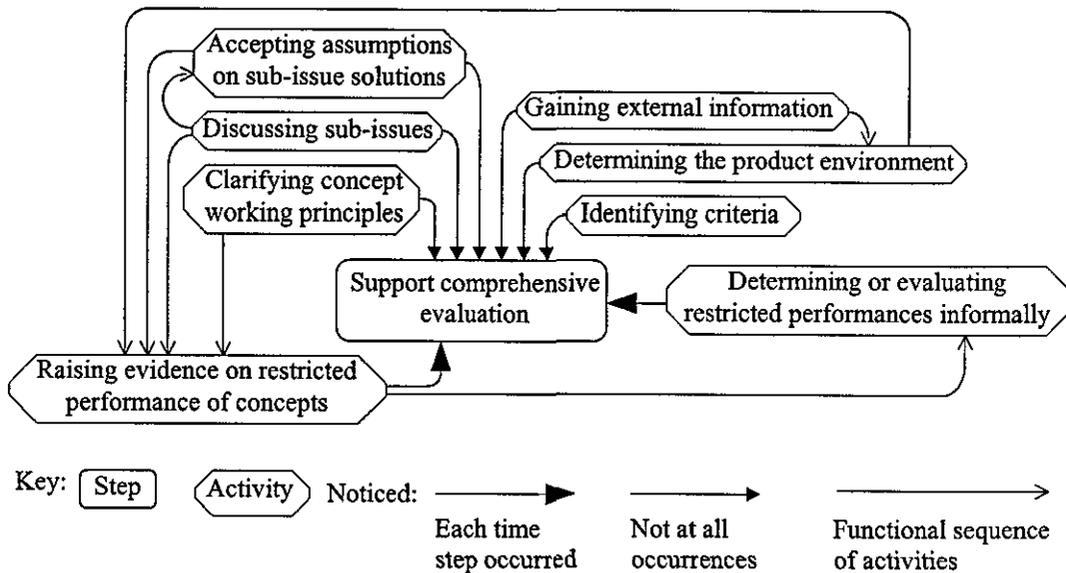 Accepting assumptions
on sub-issue solutions
Gaining external information
Discussing sub-issues
Determining the product environment
Clarifying concept
working principles
Identifying criteria
Support comprehensive
evaluation
Determining or evaluating
restricted performances informally
Raising evidence on restricted
performance of concepts
Key:
Step
Activity
Noticed:
Each time
step occurred
Not at all
occurrences
Functional sequence
of activities